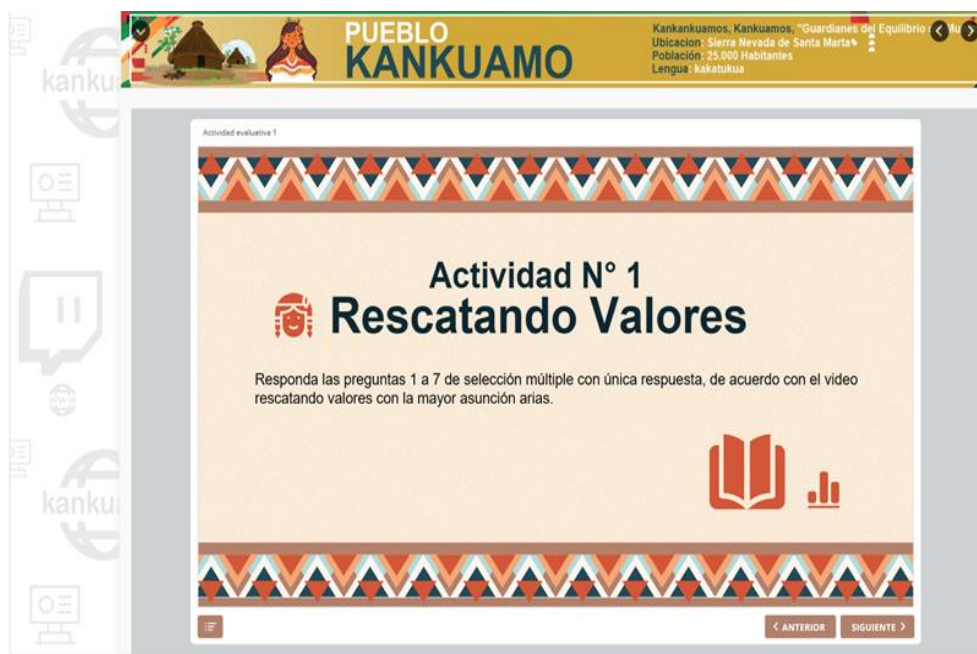 PUEBLO
KANKUAMO
Kankankuamos, Kankuamos, "Guardianes del Equilibrio
Ubicacion: Sierra Nevada de Santa Marta
Población: 25.000 Habitantes
Lengua: kakatukua
kanku
Actividad evaluativa 1
Actividad N° 1
Rescatando Valores
Responda las preguntas 1 a 7 de selección múltiple con única respuesta, de acuerdo con el video
rescatando valores con la mayor asunción arias.
kankua
ANTERIOR
SIGUIENTE